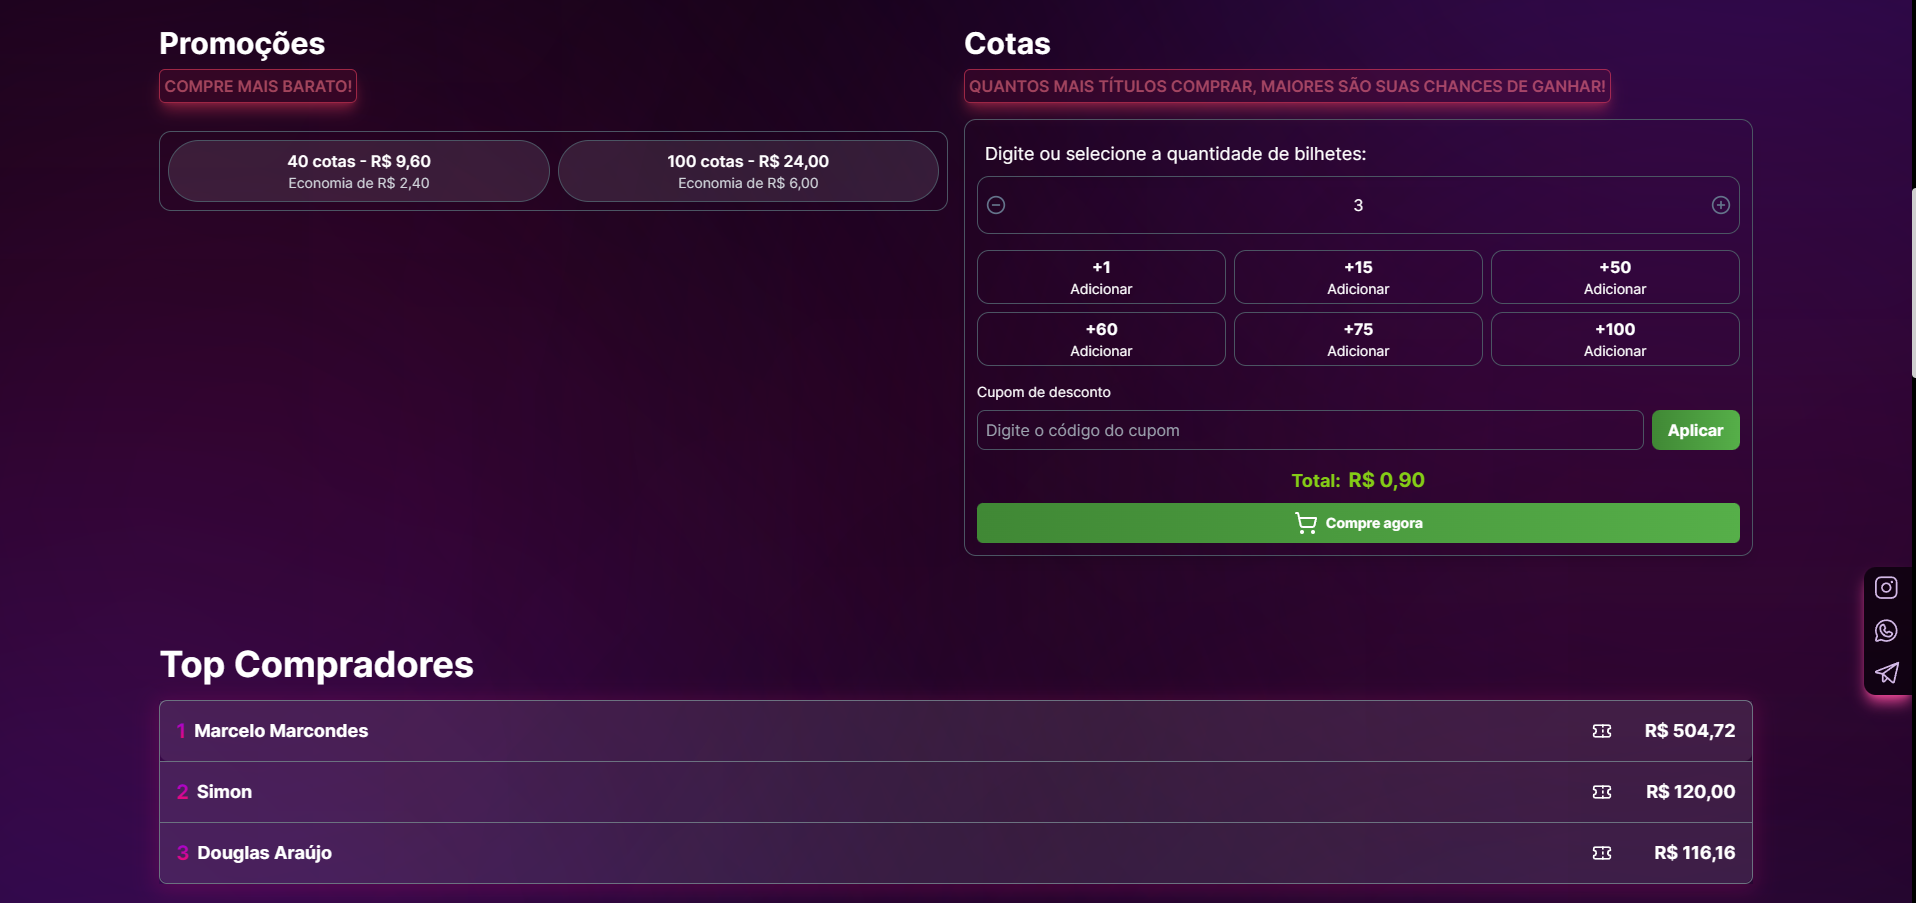 Promoções
COMPRE MAIS BARATO!
40 cotas - R$ 9,60
Economia de R$ 2,40
100 cotas - R$ 24,00
Economia de R$ 6,00
Cotas
QUANTOS MAIS TÍTULOS COMPRAR, MAIORES SÃO SUAS CHANCES DE GANHAR!
Digite ou selecione a quantidade de bilhetes:
3
+1
Adicionar
+15
Adicionar
+50
Adicionar
+60
Adicionar
+75
Adicionar
+100
Adicionar
Cupom de desconto
Digite o código do cupom
Aplicar
Total: R$ 0,90
Compre agora
Top Compradores
1 Marcelo Marcondes R$ 504,72
2 Simon R$ 120,00
3 Douglas Araújo R$ 116,16